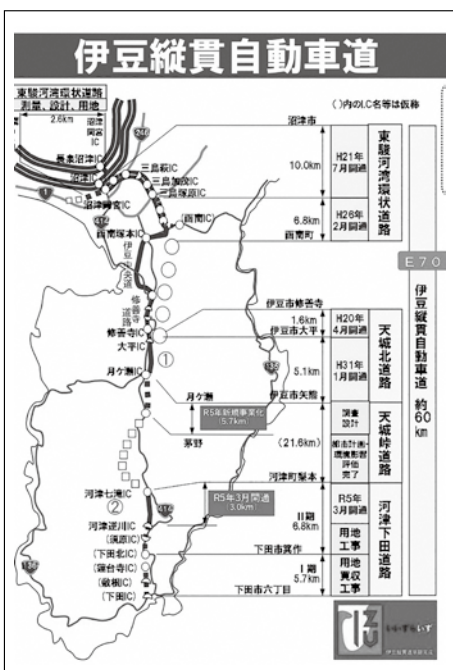 伊豆縦貫自動車道
東駿河湾環状道路
測量、設計、用地
2.6km
沼津岡宮IC
( )内のI.C名等は仮称
246
長泉沼津IC
沼津IC
1
沼津岡宮IC
414
三島萩IC
三島加茂IC
三島塚原IC
(函南IC)
函南塚本IC
伊豆中央道
修善寺道路
修善寺IC
大平IC
①
月ケ瀬IC
月ケ瀬
R5年新規事業化
(5.7km)
茅野
135
河津七滝IC
②
R5年3月開通
(3.0km)
414
河津逆川IC
(須原IC)
(下田北IC)
(蓮台寺IC)
(敷根IC)
(下田IC)
136
沼津市
10.0km
H21年
7月開通
6.8km
H26年
2月開通
函南町
東駿河湾環状道路
伊豆市修善寺
1.6km
H20年
4月開通
伊豆市大平
5.1km
H31年
1月開通
伊豆市矢熊
天城北道路
(21.6km)
調査
設計
都市計画・
環境影響
評価
完了
天城峠道路
河津町梨本
II期
6.8km
R5年
3月開通
用地
工事
下田市箕作
I期
5.7km
用地
買収
工事
下田市六丁目
河津下田道路
E70
伊豆縦貫自動車道 約60km